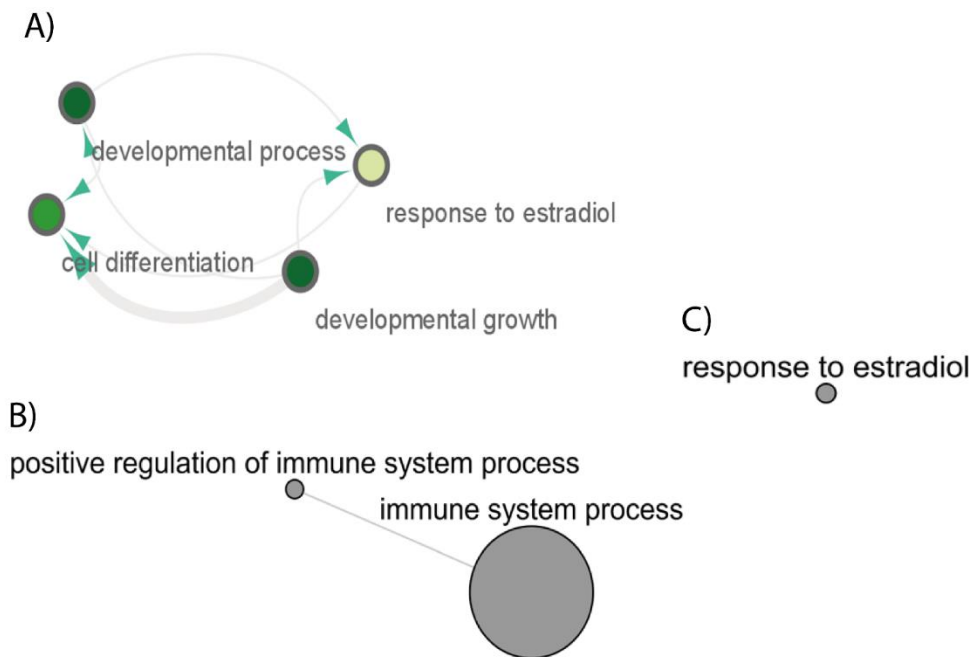 A)
developmental process
response to estradiol
cell differentiation
developmental growth
C)
response to estradiol
B)
positive regulation of immune system process
immune system process